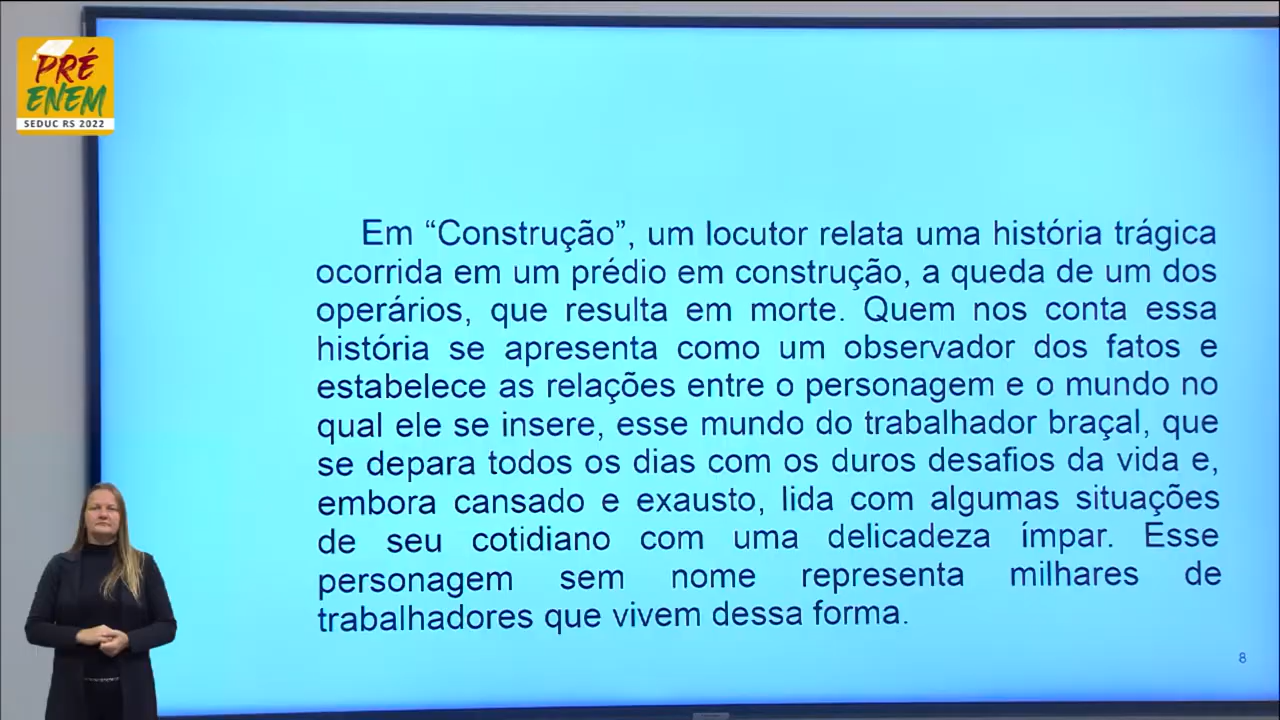 PRÉ
ENEM
SEDUC RS 2022
Em “Construção”, um locutor relata uma história trágica
ocorrida em um prédio em construção, a queda de um dos
operários, que resulta em morte. Quem nos conta essa
história se apresenta como um observador dos fatos e
estabelece as relações entre o personagem e o mundo no
qual ele se insere, esse mundo do trabalhador braçal, que
se depara todos os dias com os duros desafios da vida e,
embora cansado e exausto, lida com algumas situações
de seu cotidiano com uma delicadeza ímpar. Esse
personagem sem nome representa milhares de
trabalhadores que vivem dessa forma.
8